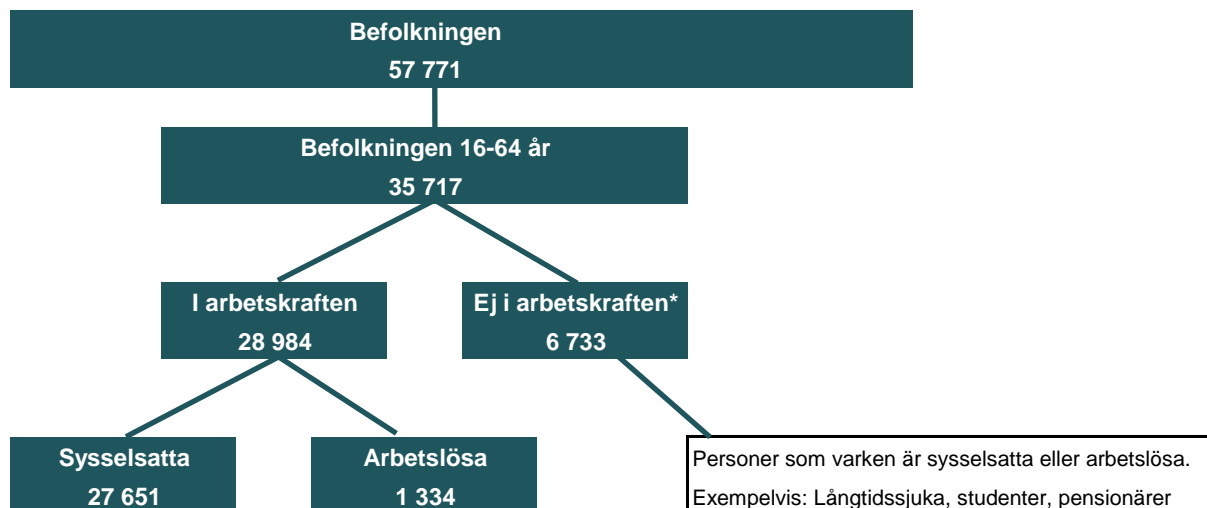 Befolkningen
57 771
Befolkningen 16-64 år
35 717
I arbetskraften
28 984
Ej i arbetskraften*
6 733
Sysselsatta
27 651
Arbetslösa
1 334
Personer som varken är sysselsatta eller arbetslösa.
Exempelvis: Långtidssjuka, studenter, pensionärer